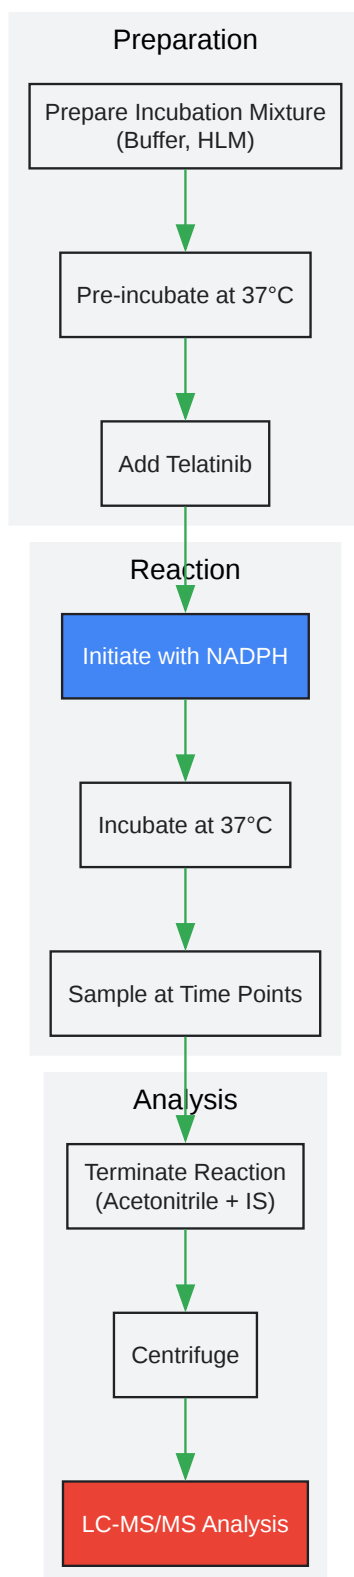 Preparation
Prepare Incubation Mixture
(Buffer, HLM)
Pre-incubate at 37°C
Add Telatinib
Reaction
Initiate with NADPH
Incubate at 37°C
Sample at Time Points
Analysis
Terminate Reaction
(Acetonitrile + IS)
Centrifuge
LC-MS/MS Analysis